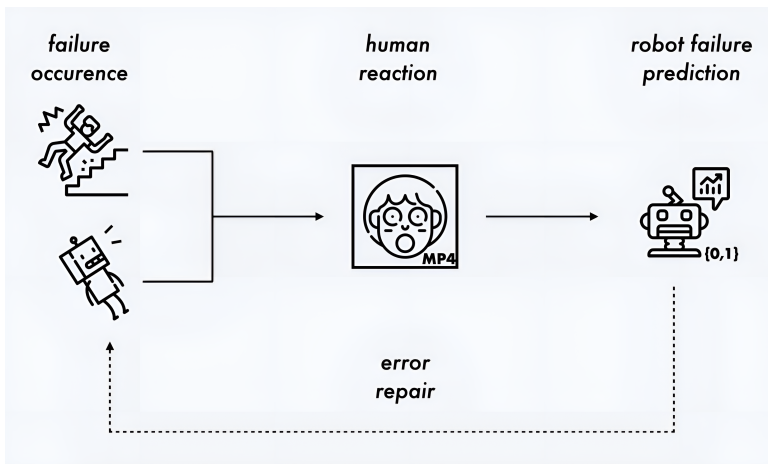 failure
occurence
human
reaction
robot failure
prediction
MP4
{0,1}
error
repair